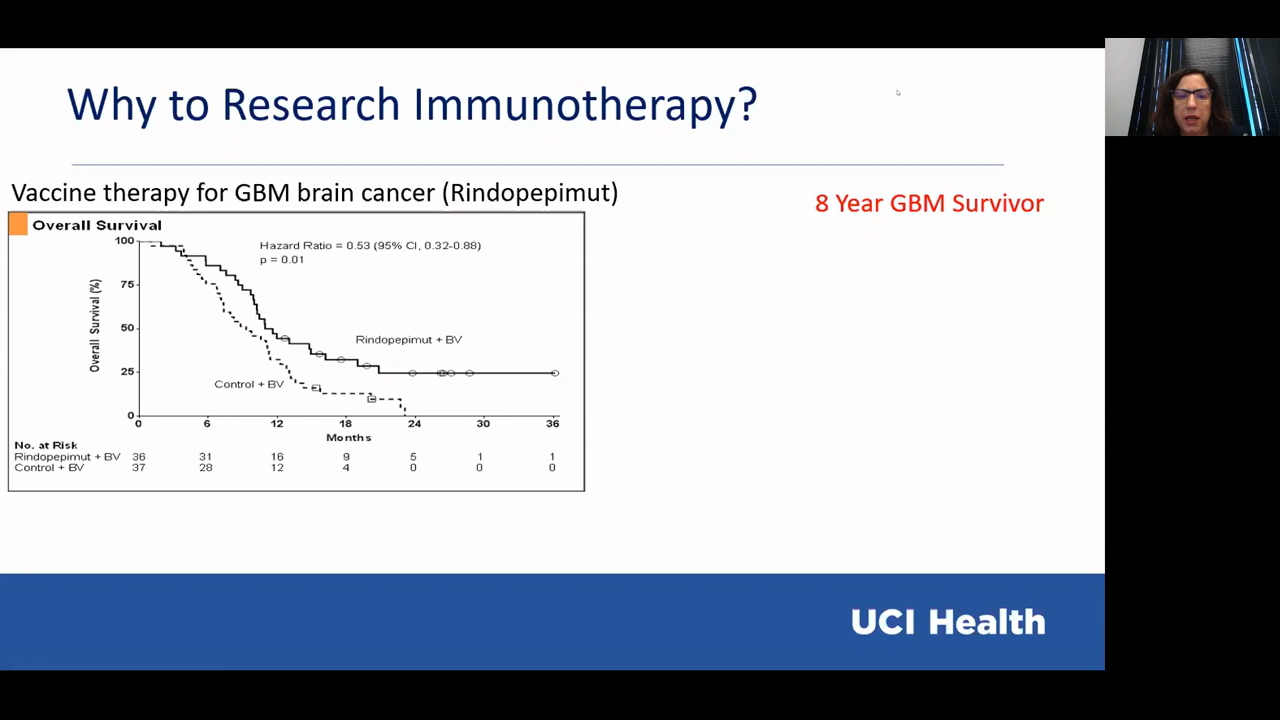 Why to Research Immunotherapy?
Vaccine therapy for GBM brain cancer (Rindopepimut)
8 Year GBM Survivor
Overall Survival
Hazard Ratio = 0.53 (95% CI, 0.32-0.88)
p = 0.01
Overall Survival (%)
100
75
50
25
0
Rindopepimut + BV
Control + BV
0 6 12 18 24 30 36
Months
No. at Risk
Rindopepimut + BV 36 31 16 9 5 1 1
Control + BV 37 28 12 4 0 0 0
UCI Health